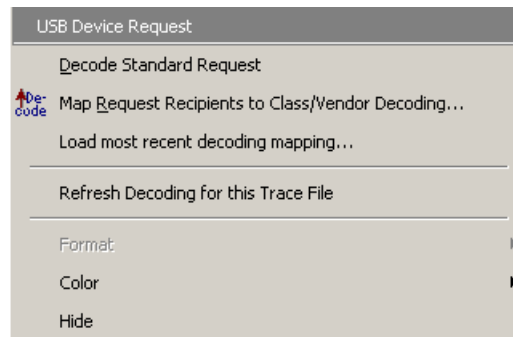 USB Device Request
Decode Standard Request
De-
code
Map Request Recipients to Class/Vendor Decoding...
Load most recent decoding mapping...
Refresh Decoding for this Trace File
Format
Color
Hide